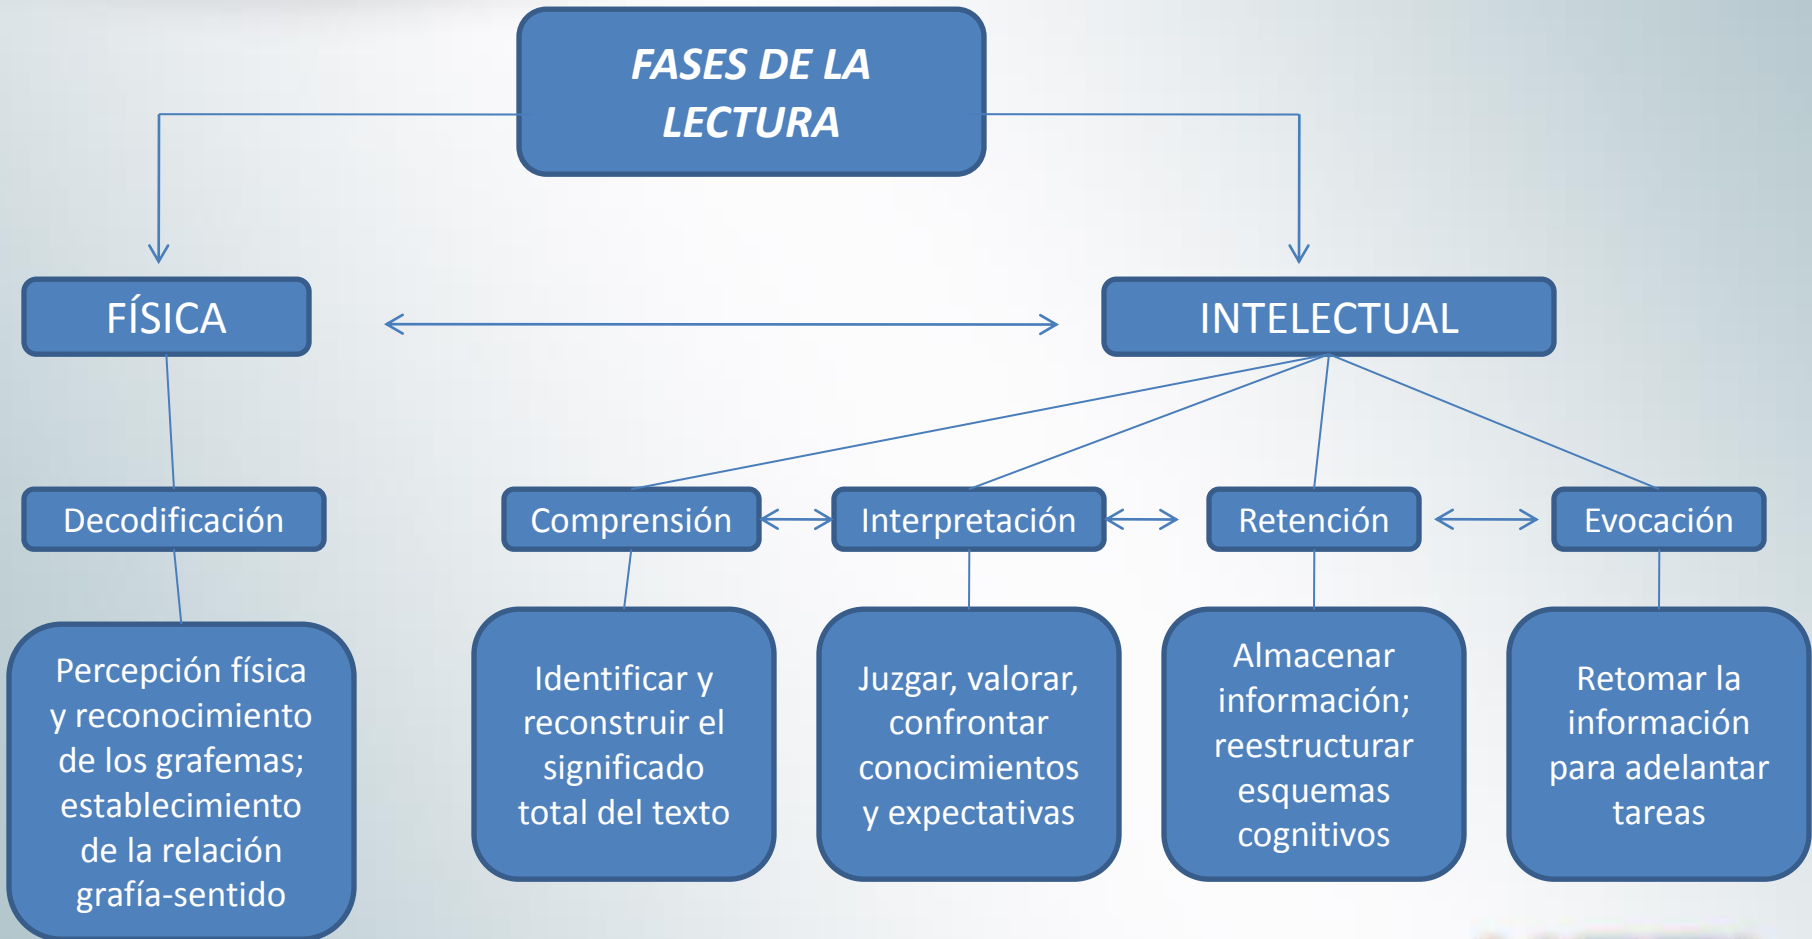 FASES DE LA
LECTURA
FÍSICA
INTELECTUAL
Decodificación
Comprensión
Interpretación
Retención
Evocación
Percepción física
y reconocimiento
de los grafemas;
establecimiento
de la relación
grafía-sentido
Identificar y
reconstruir el
significado
total del texto
Juzgar, valorar,
confrontar
conocimientos
y expectativas
Almacenar
información;
reestructurar
esquemas
cognitivos
Retomar la
información
para adelantar
tareas